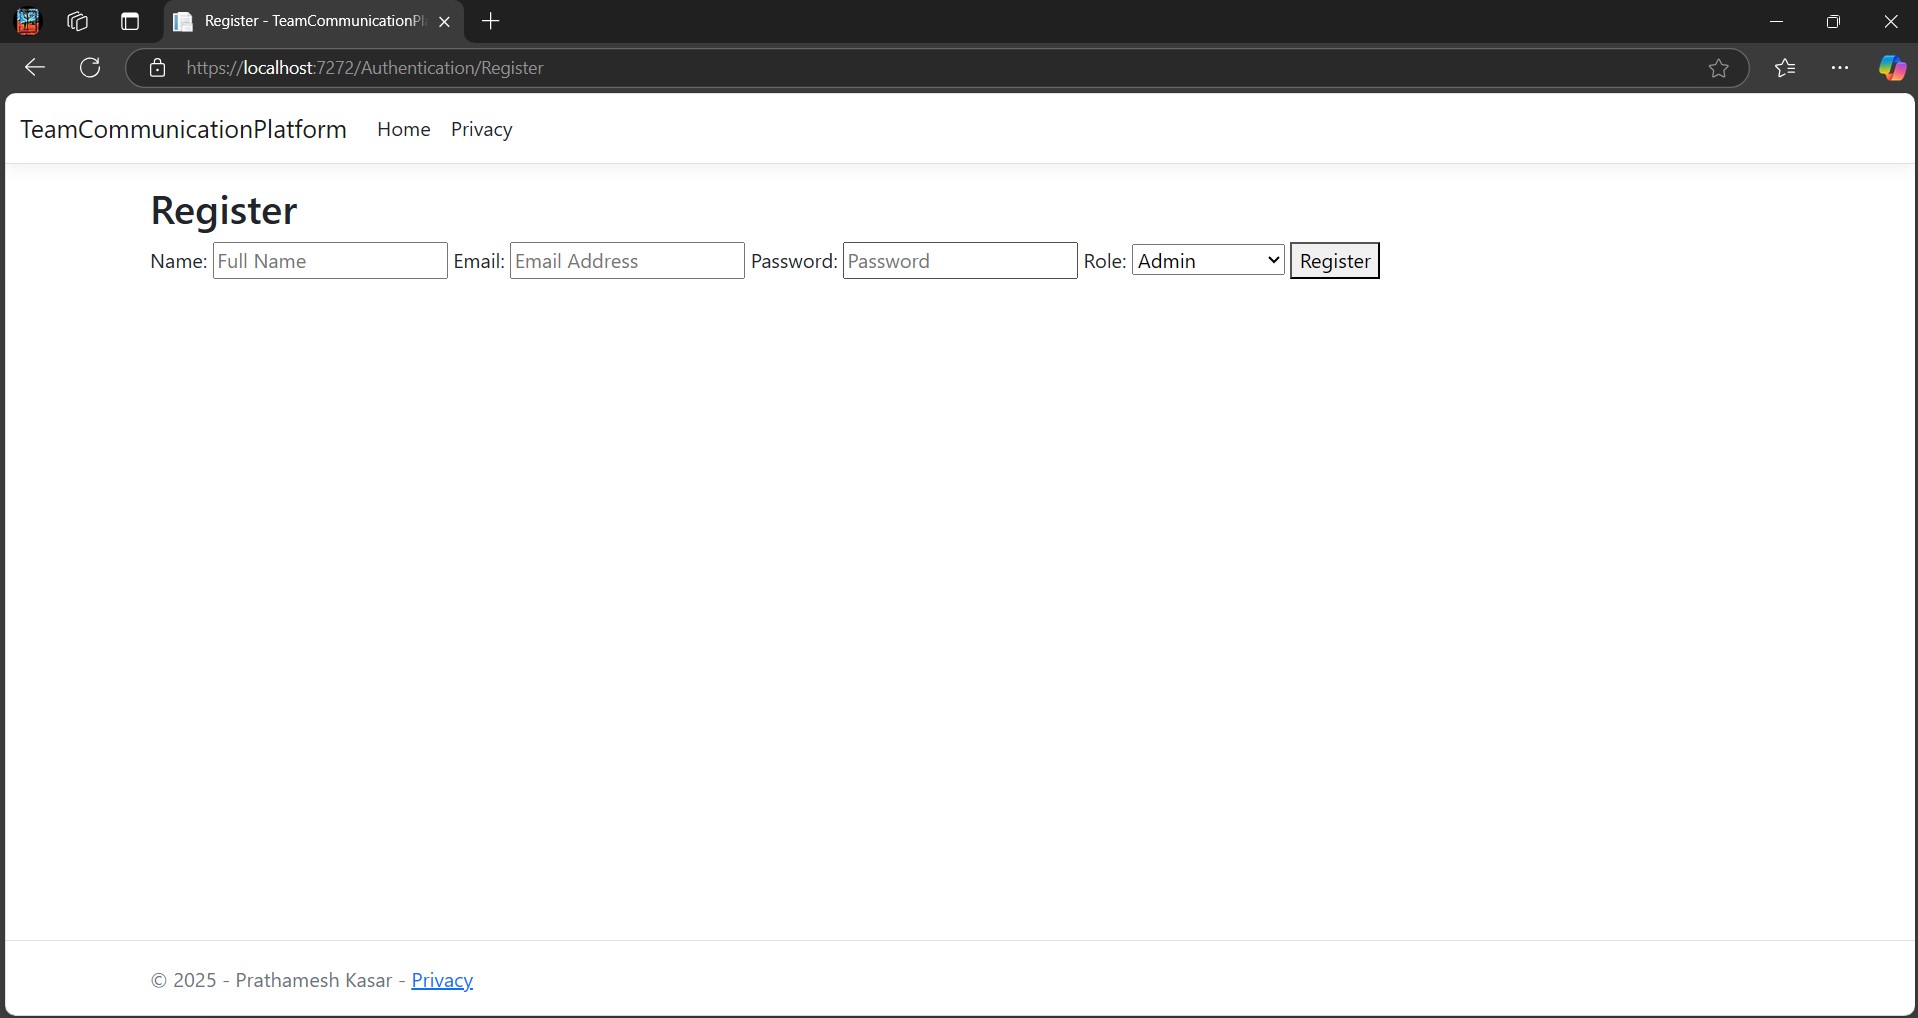 Register - TeamCommunicationPl
https://localhost:7272/Authentication/Register
TeamCommunicationPlatform Home Privacy
Register
Name: Full Name Email: Email Address Password: Password Role: Admin Register
© 2025 - Prathamesh Kasar - Privacy